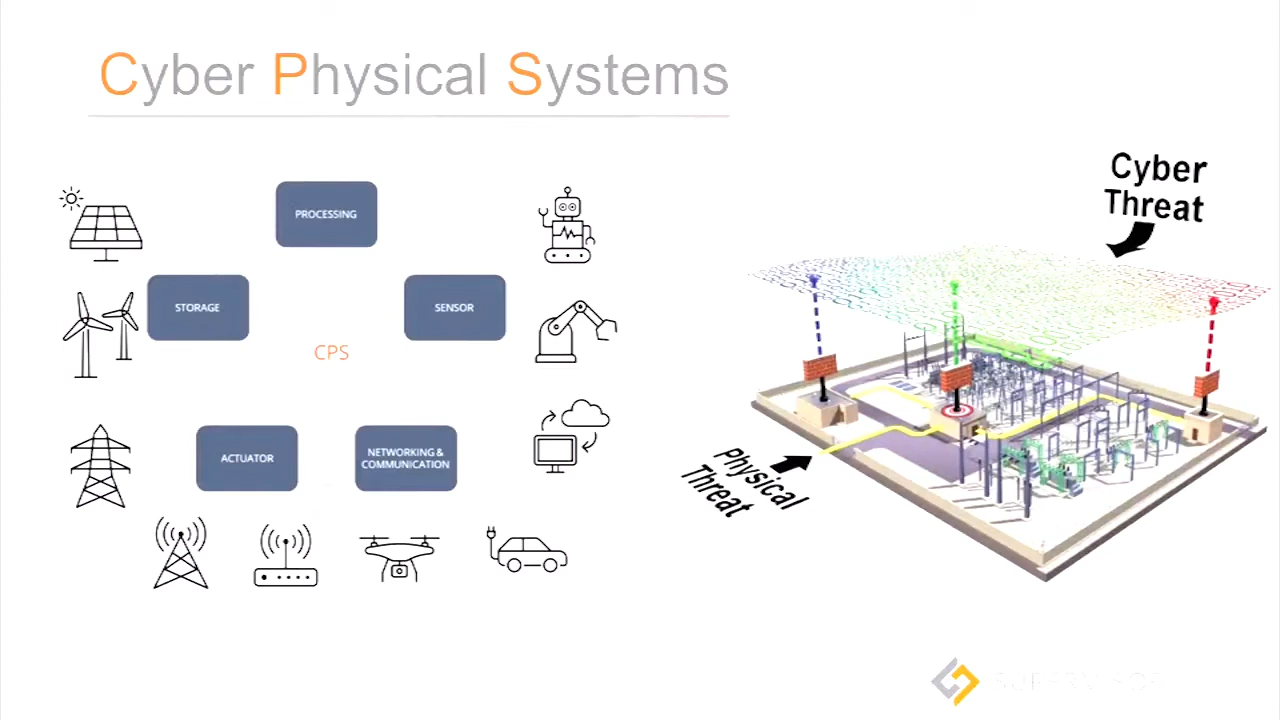 Cyber Physical Systems
PROCESSING
STORAGE
SENSOR
CPS
ACTUATOR
NETWORKING &
COMMUNICATION
Cyber
Threat
Physical
Threat